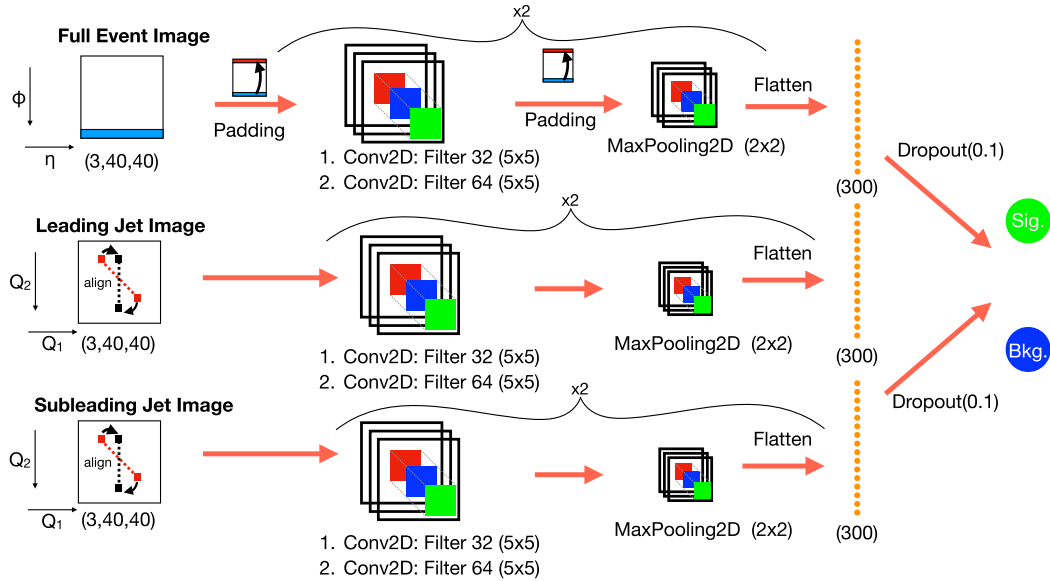 x2
Full Event Image
Φ
η
(3,40,40)
Padding
1. Conv2D: Filter 32 (5x5)
2. Conv2D: Filter 64 (5x5)
Padding
MaxPooling2D (2x2)
Flatten
(300)
Dropout(0.1)
Sig.
x2
Leading Jet Image
Q2
align
Q1
(3,40,40)
1. Conv2D: Filter 32 (5x5)
2. Conv2D: Filter 64 (5x5)
MaxPooling2D (2x2)
Flatten
(300)
Bkg.
Dropout(0.1)
x2
Subleading Jet Image
Q2
align
Q1
(3,40,40)
1. Conv2D: Filter 32 (5x5)
2. Conv2D: Filter 64 (5x5)
MaxPooling2D (2x2)
Flatten
(300)